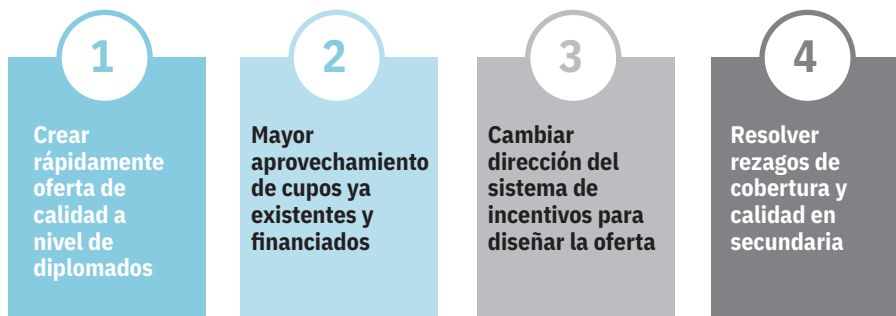 1
Crear
rápidamente
oferta de
calidad a
nivel de
diplomados
2
Mayor
aprovechamiento
de cupos ya
existentes y
financiados
3
Cambiar
dirección del
sistema de
incentivos para
diseñar la oferta
4
Resolver
rezagos de
cobertura y
calidad en
secundaria